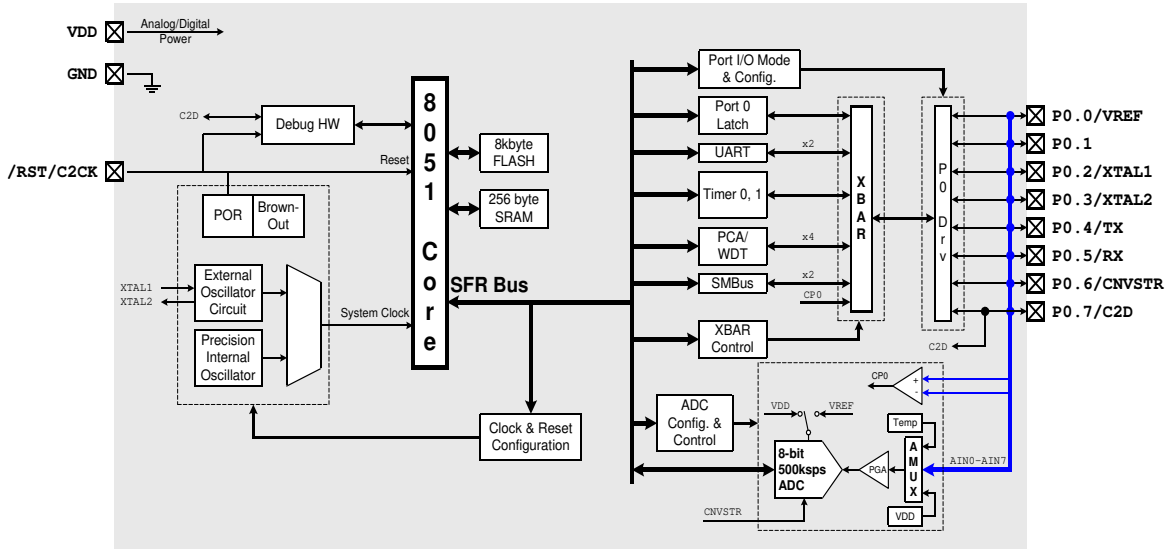 VDD
Analog/Digital
Power
GND
C2D
Debug HW
/RST/C2CK
Reset
POR
Brown-
Out
XTAL1
XTAL2
External
Oscillator
Circuit
Precision
Internal
Oscillator
System Clock
8
0
5
1
C
o
r
e
8kbyte
FLASH
256 byte
SRAM
SFR Bus
Clock & Reset
Configuration
Port I/O Mode
& Config.
Port 0
Latch
UART
x2
Timer 0, 1
PCA/
WDT
x4
SMBus
x2
CP0
XBAR
Control
X
B
A
R
P
0
D
r
v
P0.0/VREF
P0.1
P0.2/XTAL1
P0.3/XTAL2
P0.4/TX
P0.5/RX
P0.6/CNVSTR
P0.7/C2D
C2D
CP0
+
-
ADC
Config. &
Control
VDD
VREF
Temp
8-bit
500ksps
ADC
PGA
A
M
U
X
AIN0-AIN7
VDD
CNVSTR